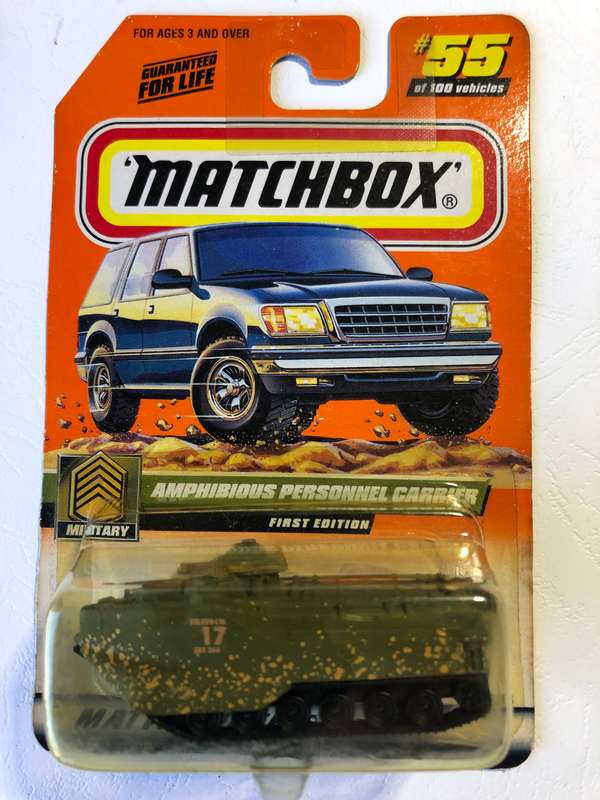 FOR AGES 3 AND OVER
GUARANTEED
FOR LIFE
#55
of 100 vehicles
'MATCHBOX'®
AMPHIBIOUS PERSONNEL CARRIER
FIRST EDITION
MILITARY
17